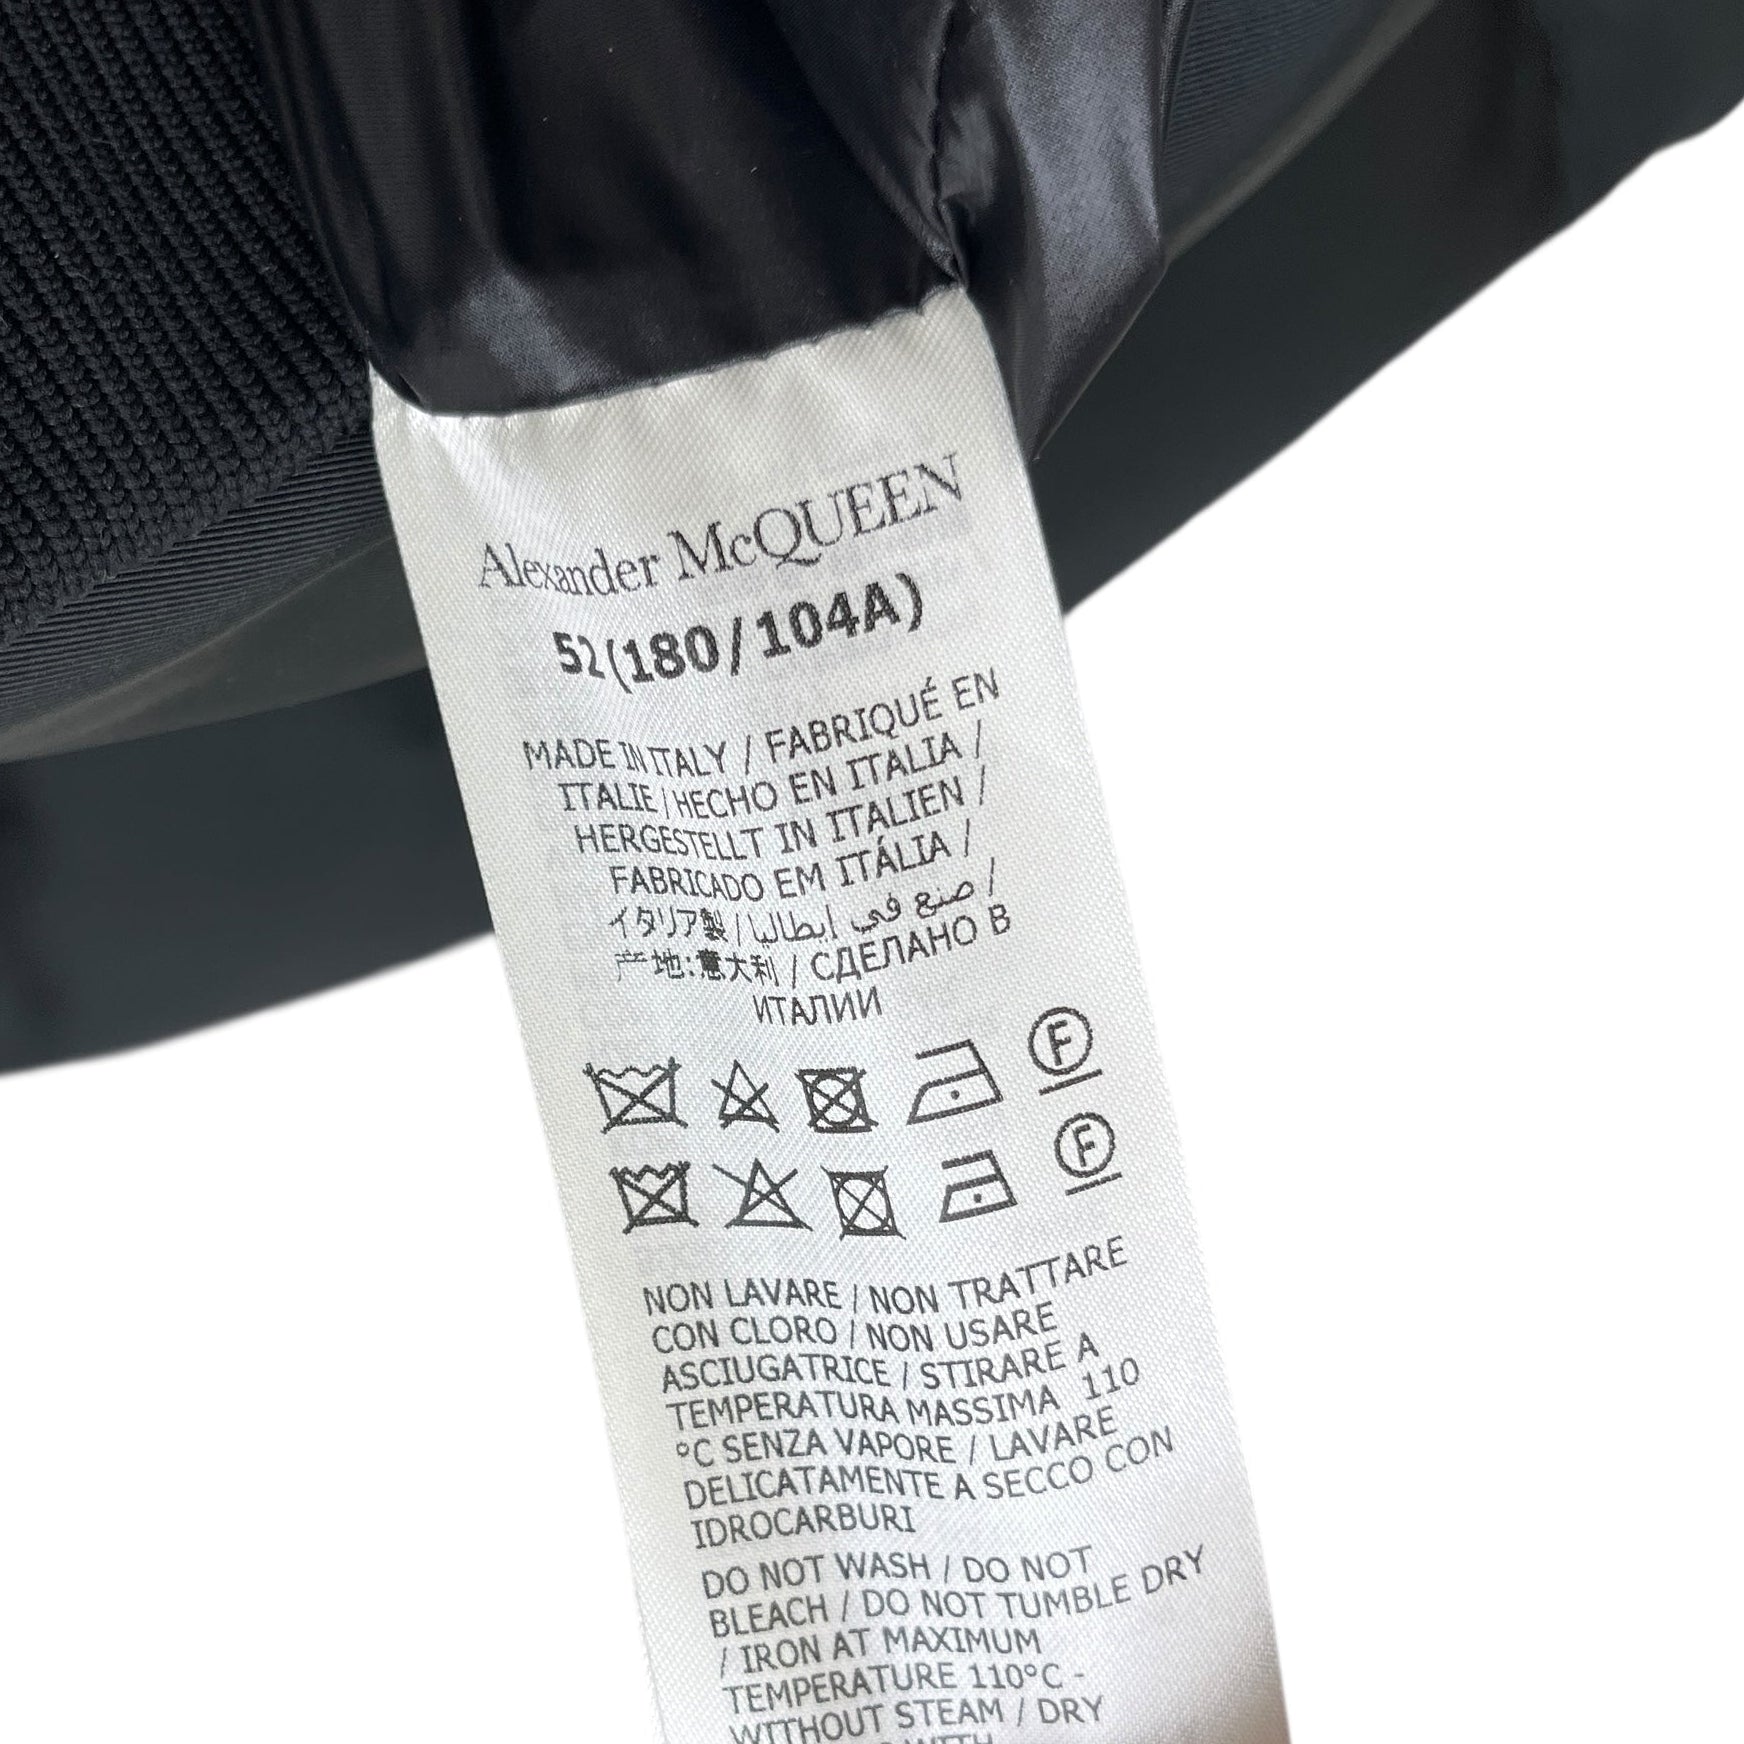 Alexander McQUEEN
52(180/104A)
MADE IN ITALY / FABRIQUÉ EN
ITALIE / HECHO EN ITALIA /
HERGESTELLT IN ITALIEN /
FABRICADO EM ITÁLIA /
イタリア製 / صنع في ايطاليا /
产地:意大利 / СДЕЛАНО В
ИТАЛИИ
F
F
NON LAVARE / NON TRATTARE
CON CLORO / NON USARE
ASCIUGATRICE / STIRARE A
TEMPERATURA MASSIMA 110
°C SENZA VAPORE / LAVARE
DELICATAMENTE A SECCO CON
IDROCARBURI
DO NOT WASH / DO NOT
BLEACH / DO NOT TUMBLE DRY
/ IRON AT MAXIMUM
TEMPERATURE 110°C -
WITHOUT STEAM / DRY
WITH